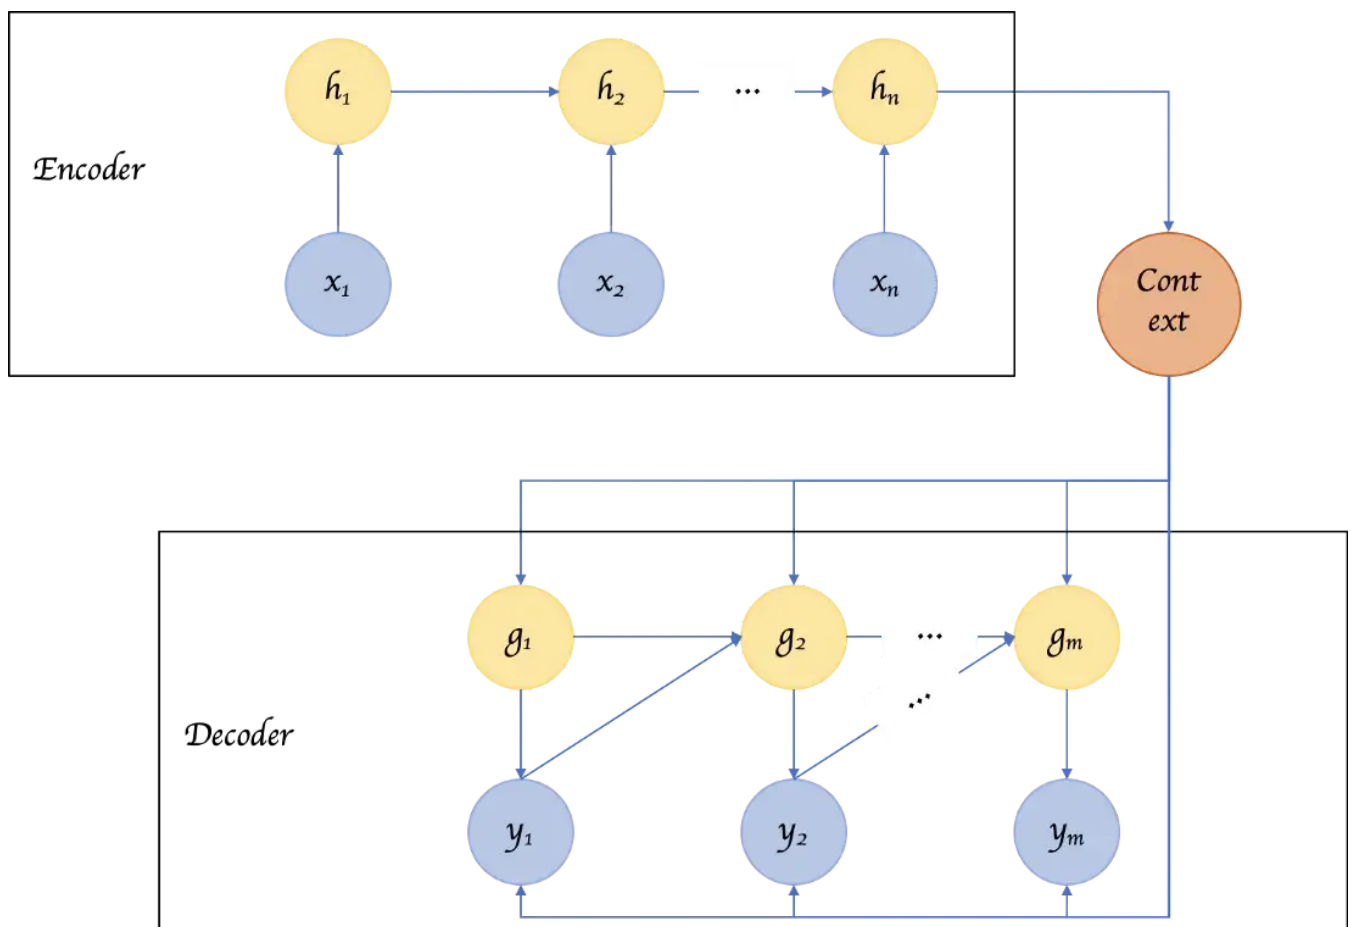 h₁
h₂
...
hₙ
Encoder
x₁
x₂
xₙ
Cont
ext
g₁
g₂
...
gₘ
...
Decoder
y₁
y₂
yₘ